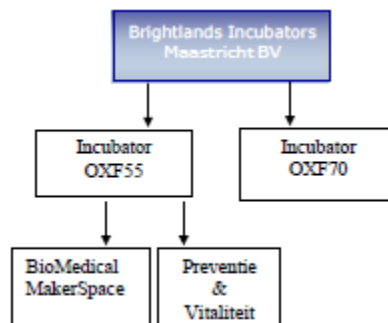 Brightlands Incubators
Maastricht BV
Incubator
OXF55
Incubator
OXF70
BioMedical
MakerSpace
Preventie
&
Vitaliteit